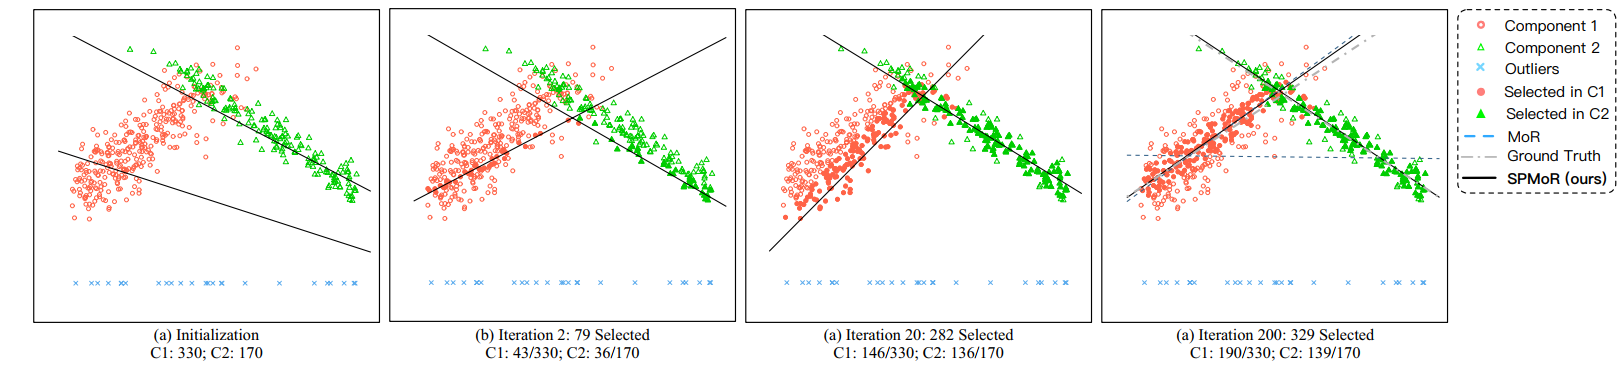 Component 1
Component 2
Outliers
Selected in C1
Selected in C2
MoR
Ground Truth
SPMoR (ours)
(a) Initialization
C1: 330; C2: 170
(b) Iteration 2: 79 Selected
C1: 43/330; C2: 36/170
(a) Iteration 20: 282 Selected
C1: 146/330; C2: 136/170
(a) Iteration 200: 329 Selected
C1: 190/330; C2: 139/170